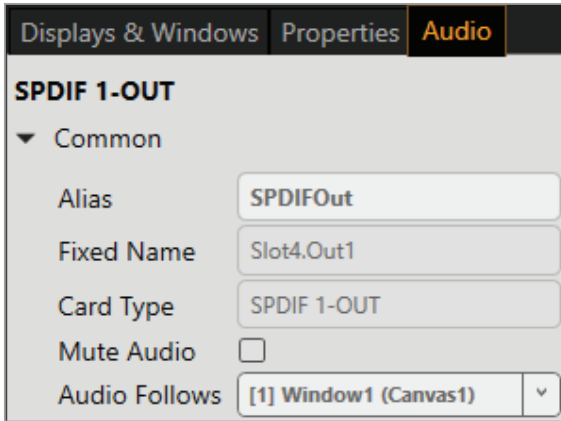 Displays & Windows Properties Audio
SPDIF 1-OUT
Common
Alias SPDIFOut
Fixed Name Slot4.Out1
Card Type SPDIF 1-OUT
Mute Audio
Audio Follows [1] Window1 (Canvas1)